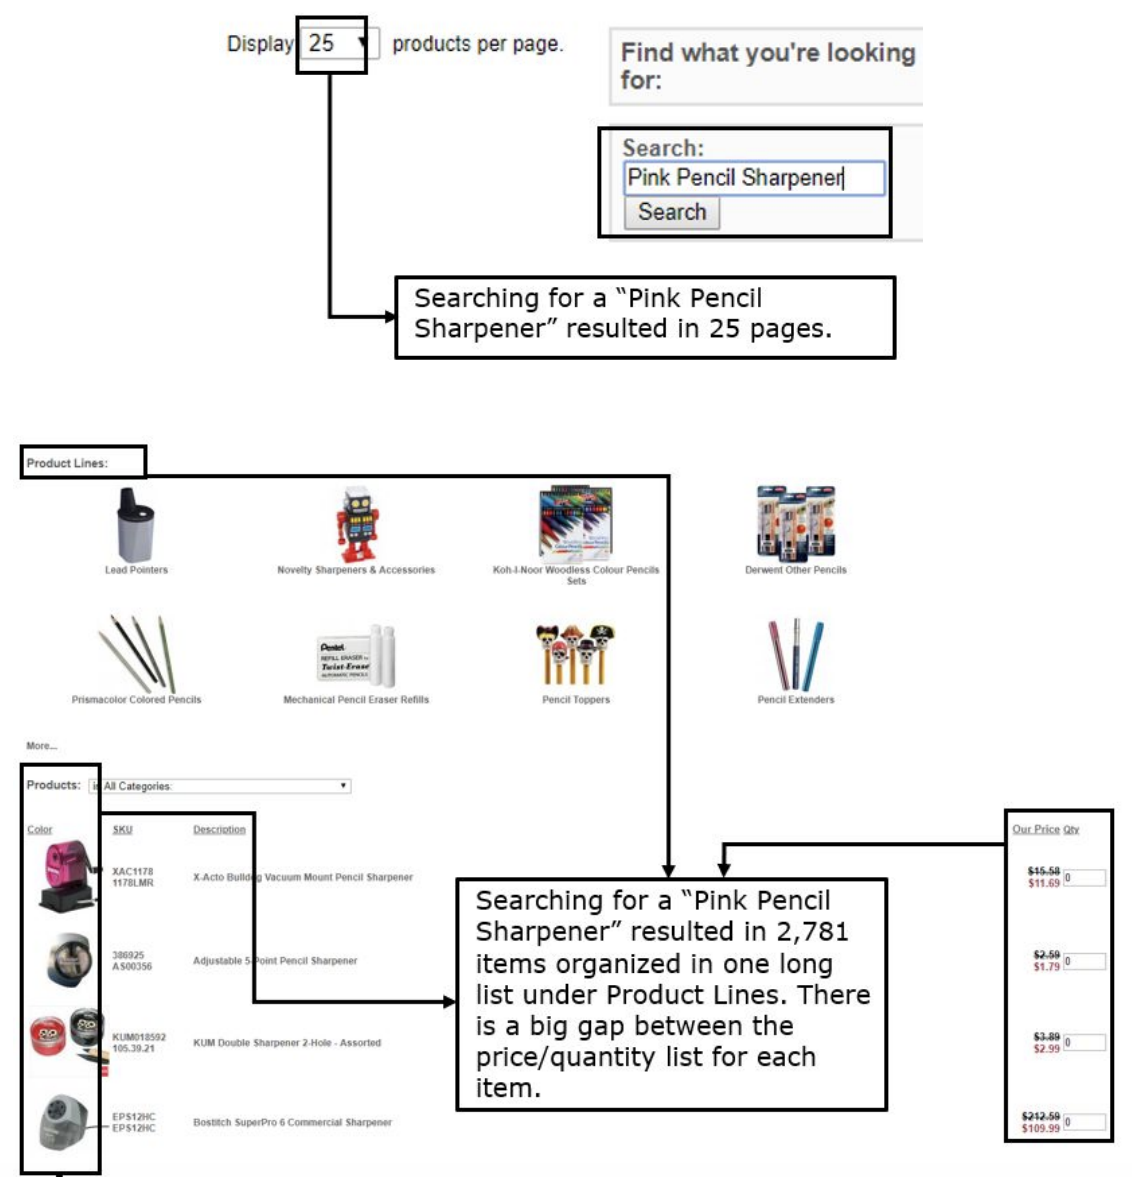 Display 25 products per page.
Find what you're looking
for:
Search:
Pink Pencil Sharpener
Search
Searching for a “Pink Pencil
Sharpener” resulted in 25 pages.
Product Lines:
Lead Pointers
Novelty Sharpeners & Accessories
Koh-I-Noor Woodless Colour Pencils
Sets
Derwent Other Pencils
Pentel
REFILL ERASER
Twist-Erase
AUTOMATIC PENCILS
Prismacolor Colored Pencils
Mechanical Pencil Eraser Refills
Pencil Toppers
Pencil Extenders
More...
Products: in All Categories:
Color SKU Description Our Price Qty
XAC1178
1178LMR
X-Acto Bulldog Vacuum Mount Pencil Sharpener
$15.58
$11.69 0
386925
AS00356
Adjustable 5-Point Pencil Sharpener
$2.59
$1.79 0
KUM018592
105.39.21
KUM Double Sharpener 2-Hole - Assorted
$3.89
$2.99 0
EPS12HC
EPS12HC
Bostitch SuperPro 6 Commercial Sharpener
$212.59
$109.99 0
Searching for a “Pink Pencil
Sharpener” resulted in 2,781
items organized in one long
list under Product Lines. There
is a big gap between the
price/quantity list for each
item.